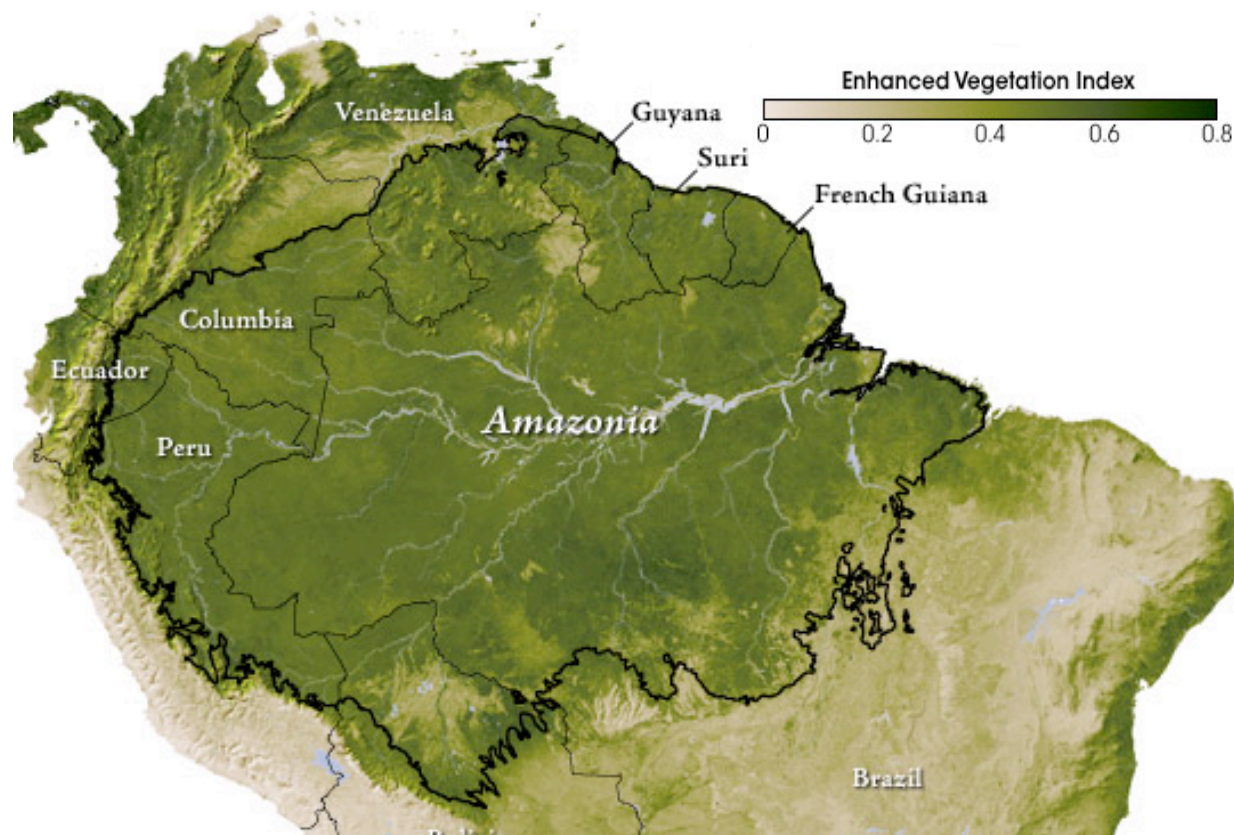 Enhanced Vegetation Index
0 0.2 0.4 0.6 0.8
Venezuela
Guyana
Suri
French Guiana
Columbia
Ecuador
Amazonia
Peru
Brazil